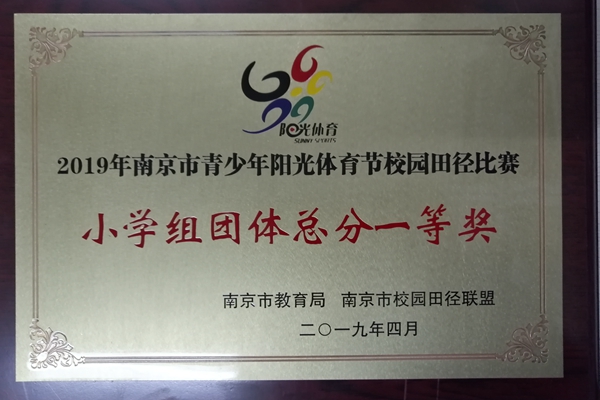 阳光体育
SUNNY SPORTS
2019年南京市青少年阳光体育节校园田径比赛
小学组团体总分一等奖
南京市教育局 南京市校园田径联盟
二〇一九年四月